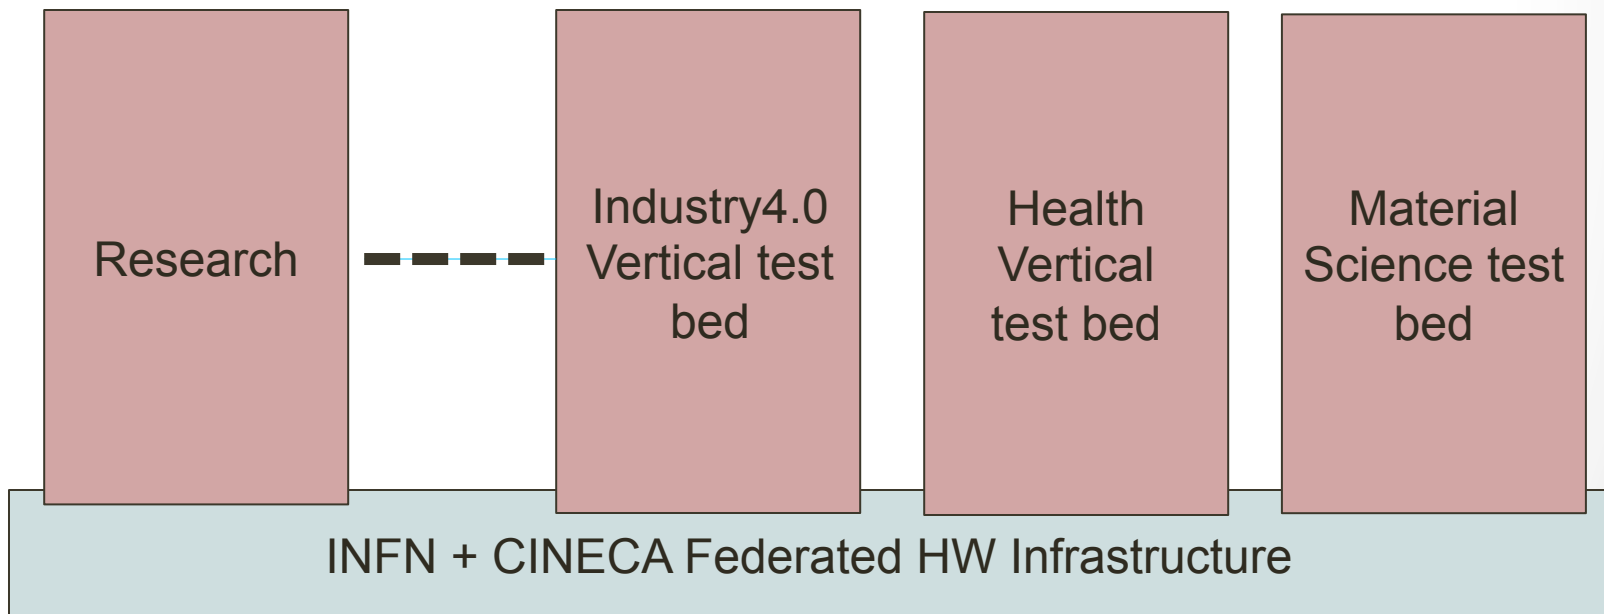 Research
Industry4.0
Vertical test
bed
Health
Vertical
test bed
Material
Science test
bed
INFN + CINECA Federated HW Infrastructure